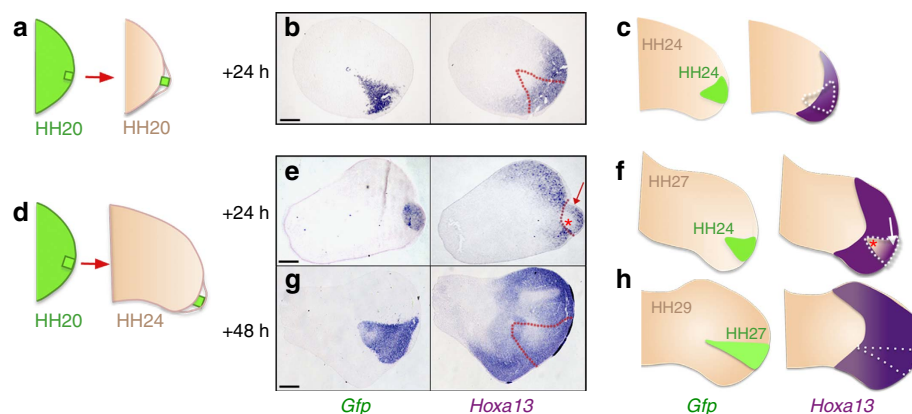 a
b
c
HH24
HH24
+24 h
HH20
HH20
d
e
f
HH27
HH24
+24 h
*
*
g
h
HH29
HH27
+48 h
HH20
HH24
Gfp
Hoxa13
Gfp
Hoxa13